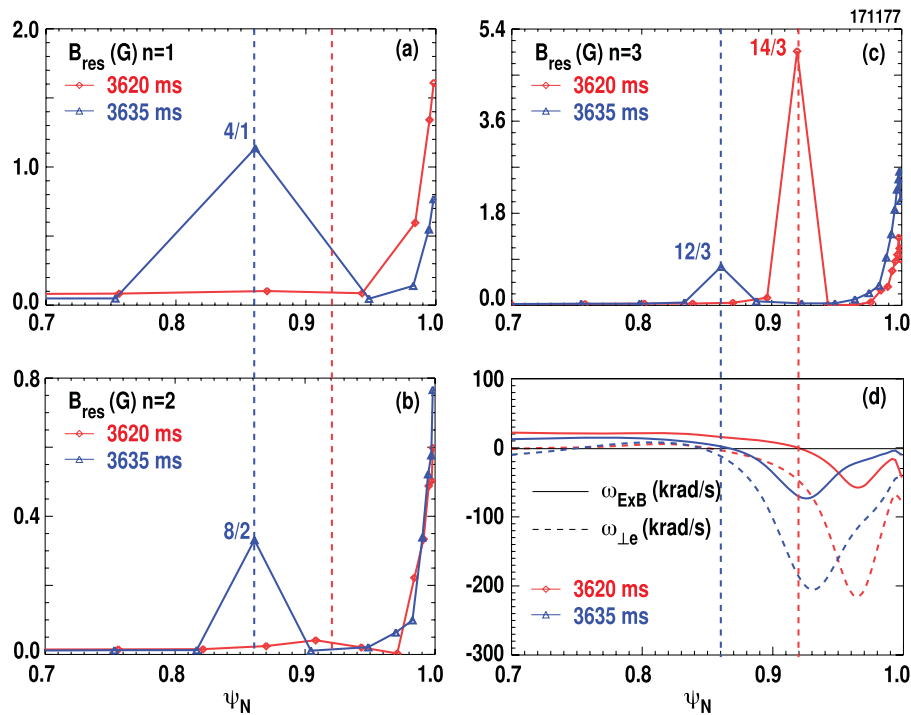 B_res (G) n=1
(a)
3620 ms
3635 ms
4/1
2.0
1.0
0.0
0.7
0.8
0.9
1.0
171177
B_res (G) n=3
14/3
(c)
3620 ms
3635 ms
12/3
5.4
3.6
1.8
0.0
0.7
0.8
0.9
1.0
B_res (G) n=2
(b)
3620 ms
3635 ms
8/2
0.8
0.4
0.0
0.7
0.8
0.9
1.0
ψ_N
(d)
ω_ExB (krad/s)
ω_⊥e (krad/s)
3620 ms
3635 ms
100
0
-100
-200
-300
0.7
0.8
0.9
1.0
ψ_N